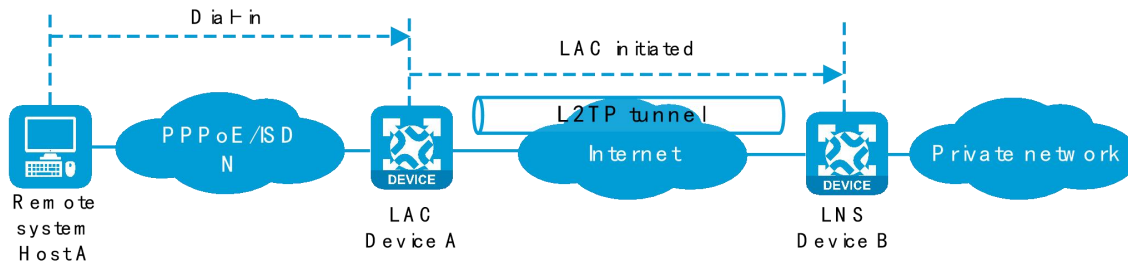 Dial-in
LAC initiated
L2TP tunnel
PPPoE/ISD
N
Internet
Private network
DEVICE
DEVICE
Remote
system
Host A
LAC
Device A
LNS
Device B